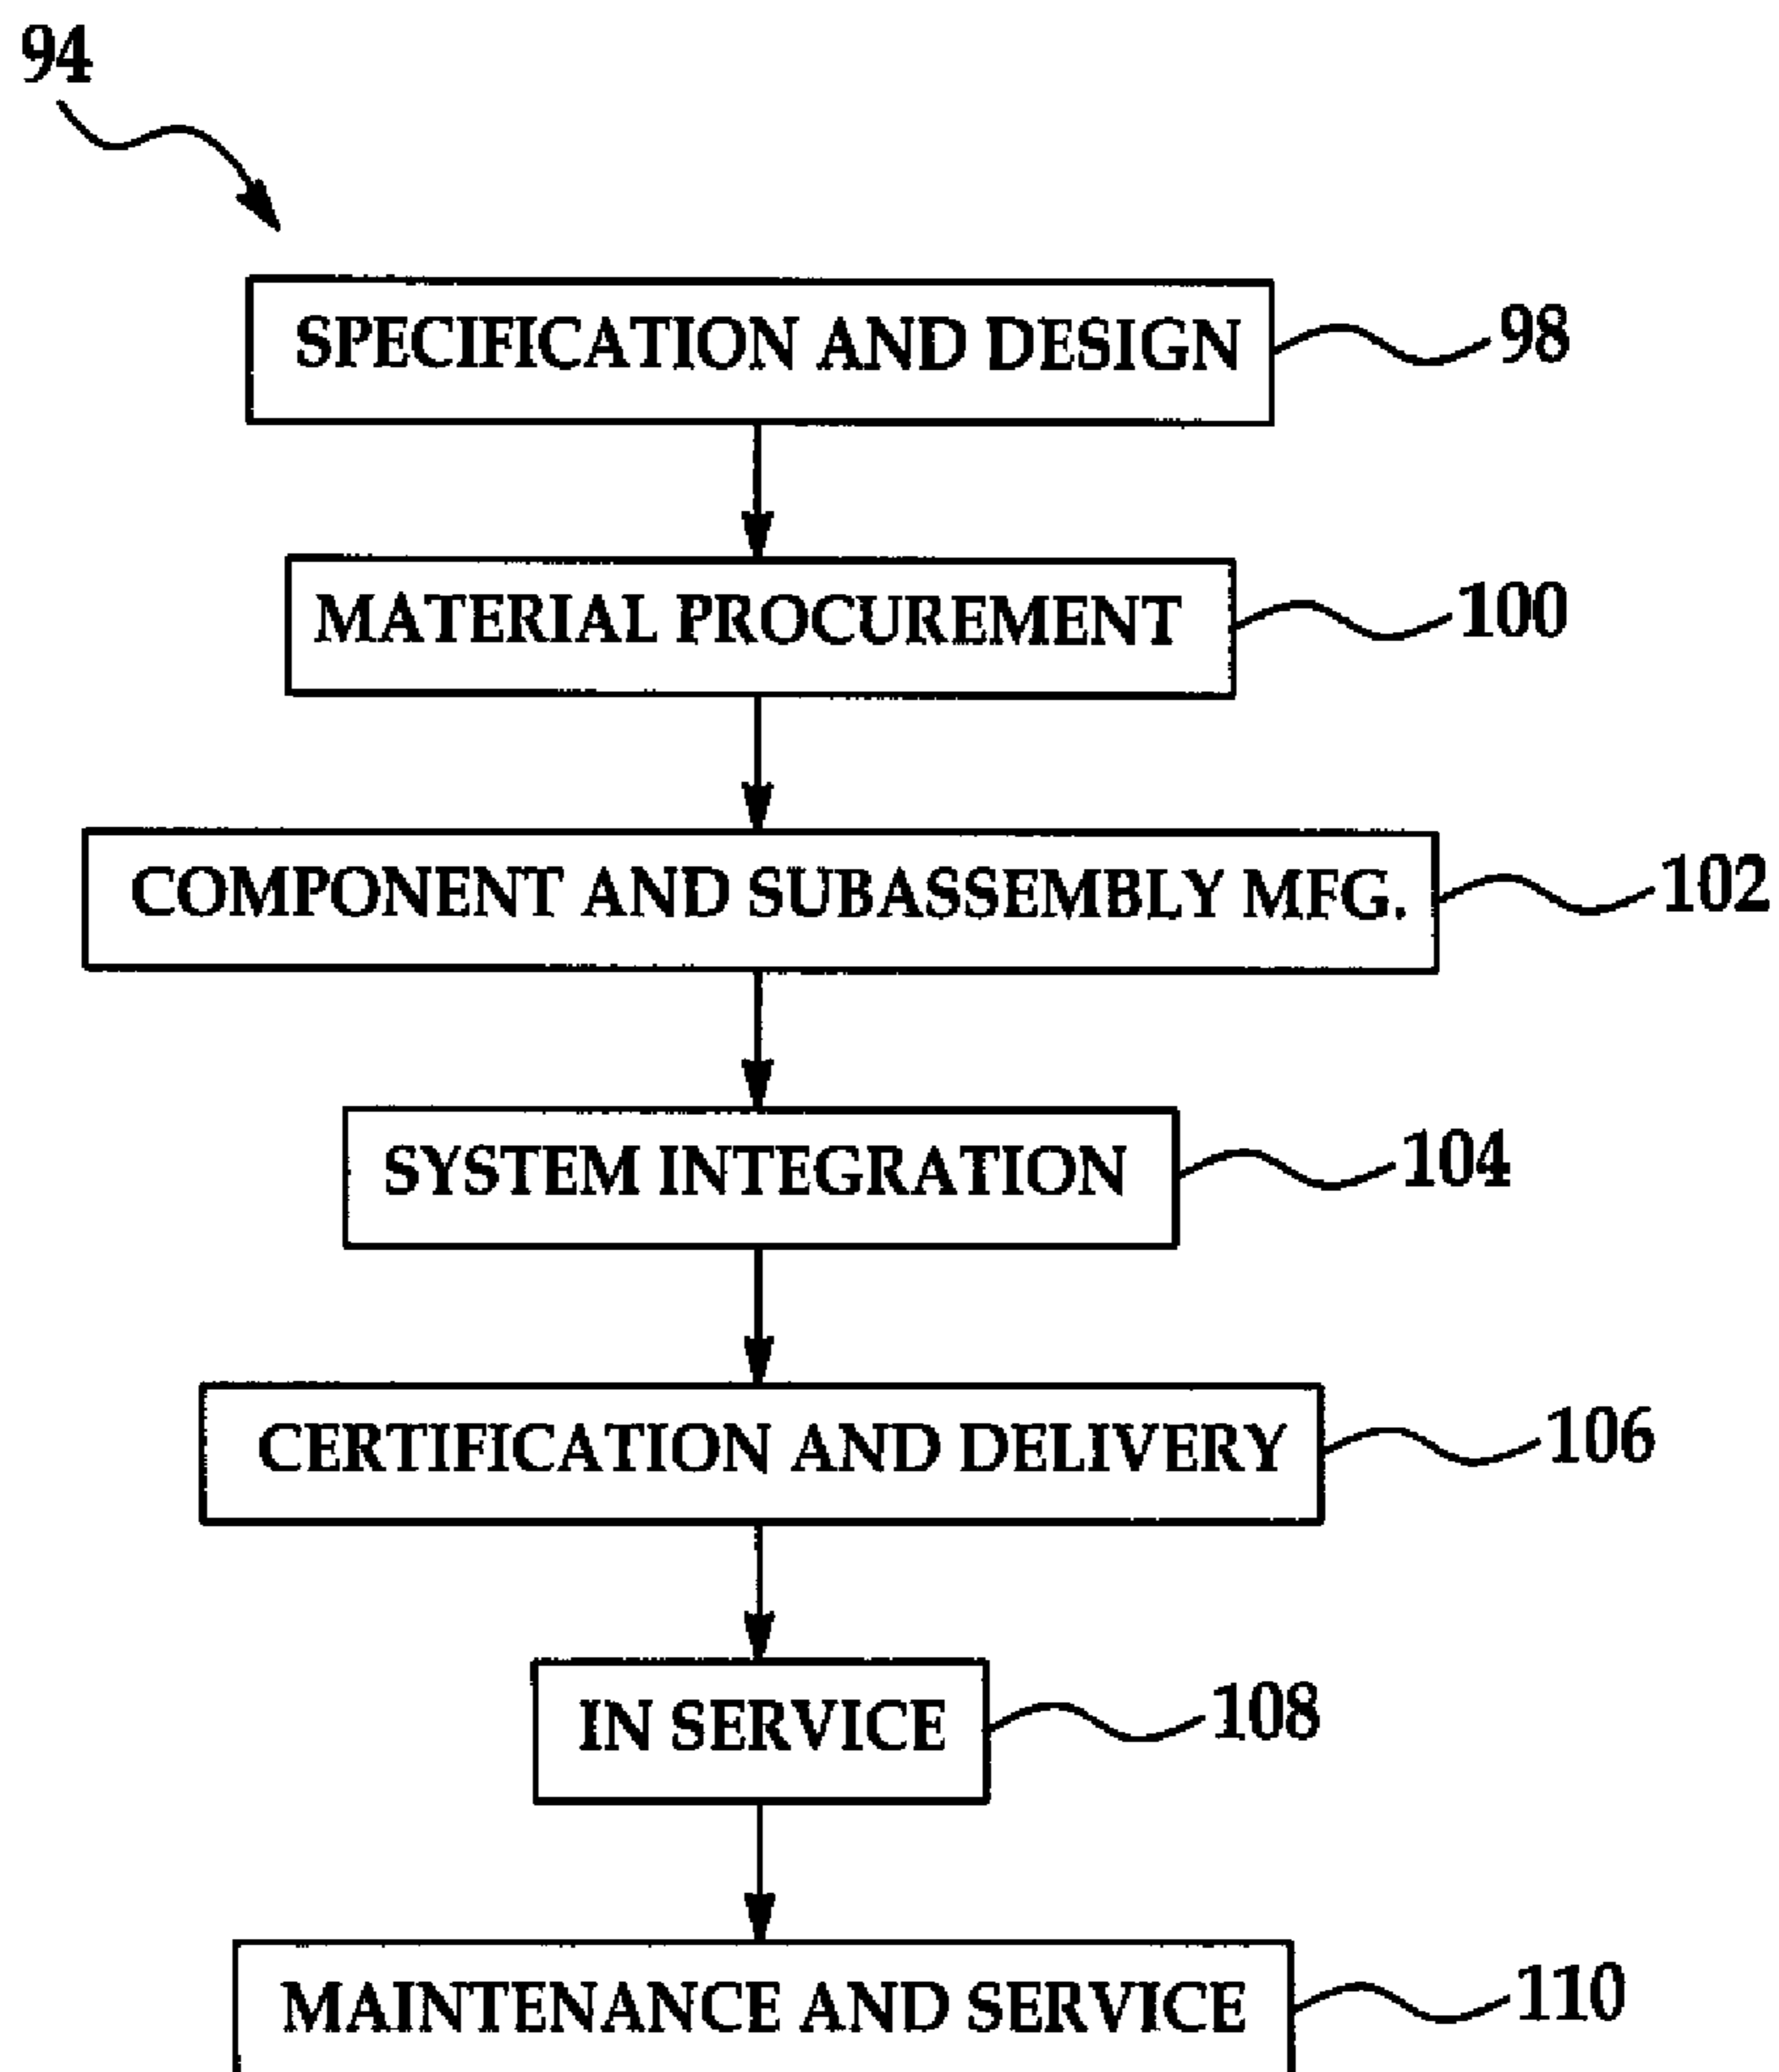 94
SPECIFICATION AND DESIGN 98
MATERIAL PROCUREMENT 100
COMPONENT AND SUBASSEMBLY MFG. 102
SYSTEM INTEGRATION 104
CERTIFICATION AND DELIVERY 106
IN SERVICE 108
MAINTENANCE AND SERVICE 110